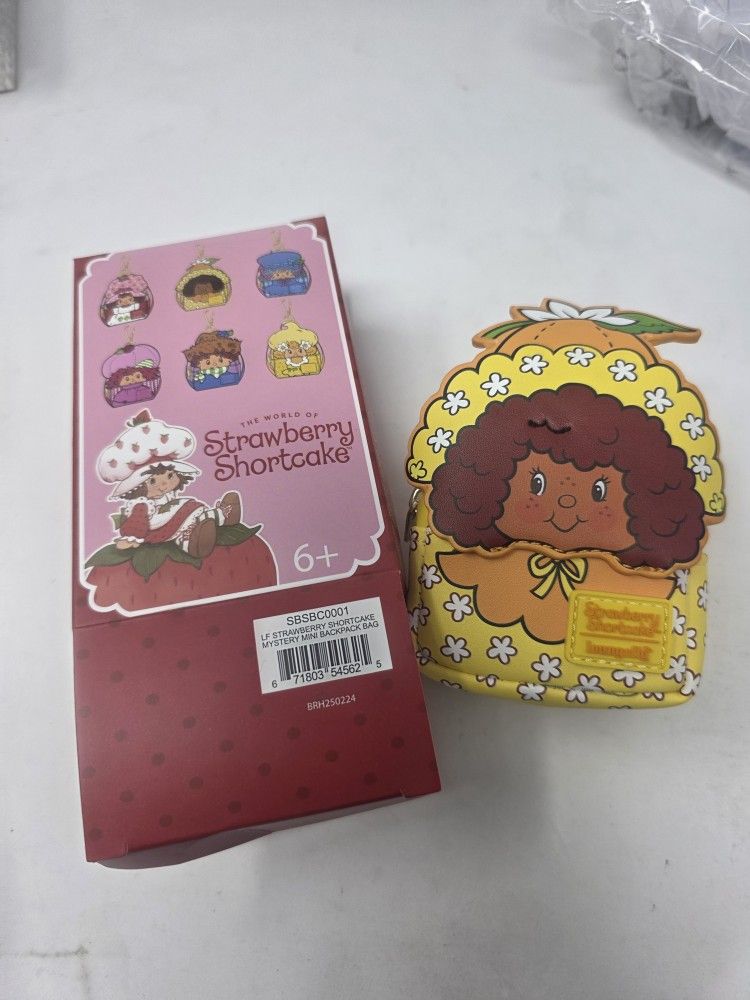 THE WORLD OF
Strawberry
Shortcake
6+
SBSBC0001
LF STRAWBERRY SHORTCAKE
MYSTERY MINI BACKPACK BAG
6 71803 54562 5
BRH250224
Strawberry
Shortcake
Loungefly